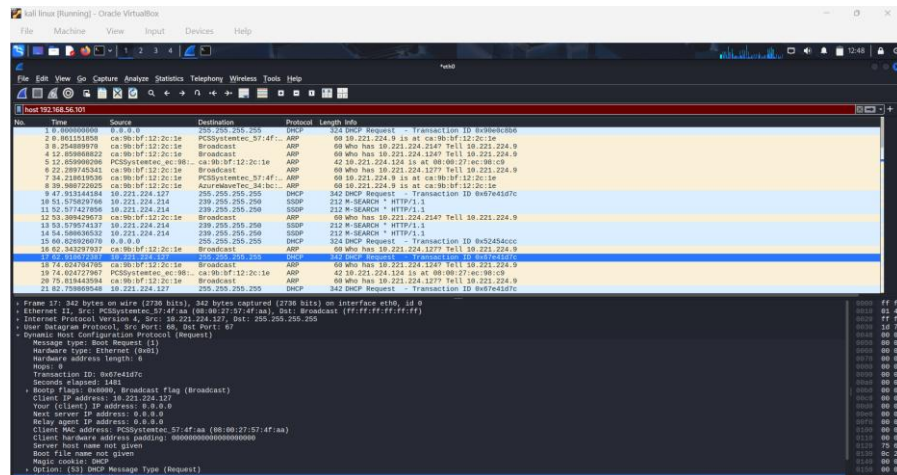 kali linux [Running] - Oracle VirtualBox
File Machine View Input Devices Help
1 2 3 4 12:48
*eth0
File Edit View Go Capture Analyze Statistics Telephony Wireless Tools Help
host 192.168.56.101
No. Time Source Destination Protocol Length Info
1 0.000000000 0.0.0.0 255.255.255.255 DHCP 324 DHCP Request - Transaction ID 0x90e0c8b6
2 0.861151858 ca:9b:bf:12:2c:1e PCSSystemtec_57:4f:… ARP 60 10.221.224.9 is at ca:9b:bf:12:2c:1e
3 8.254889970 ca:9b:bf:12:2c:1e Broadcast ARP 60 Who has 10.221.224.214? Tell 10.221.224.9
4 12.859868822 ca:9b:bf:12:2c:1e Broadcast ARP 60 Who has 10.221.224.124? Tell 10.221.224.9
5 12.859900206 PCSSystemtec_ec:98:… ca:9b:bf:12:2c:1e ARP 42 10.221.224.124 is at 08:00:27:ec:98:c9
6 22.289745341 ca:9b:bf:12:2c:1e Broadcast ARP 60 Who has 10.221.224.127? Tell 10.221.224.9
7 34.218619536 ca:9b:bf:12:2c:1e PCSSystemtec_57:4f:… ARP 60 10.221.224.9 is at ca:9b:bf:12:2c:1e
8 39.900722025 ca:9b:bf:12:2c:1e AzureWaveTec_34:bc:… ARP 60 10.221.224.9 is at ca:9b:bf:12:2c:1e
9 47.913144184 10.221.224.127 255.255.255.255 DHCP 342 DHCP Request - Transaction ID 0x67e41d7c
10 51.575829766 10.221.224.214 239.255.255.250 SSDP 212 M-SEARCH * HTTP/1.1
11 52.577427856 10.221.224.214 239.255.255.250 SSDP 212 M-SEARCH * HTTP/1.1
12 53.309429673 ca:9b:bf:12:2c:1e Broadcast ARP 60 Who has 10.221.224.214? Tell 10.221.224.9
13 53.579574137 10.221.224.214 239.255.255.250 SSDP 212 M-SEARCH * HTTP/1.1
14 54.580636532 10.221.224.214 239.255.255.250 SSDP 212 M-SEARCH * HTTP/1.1
15 60.826926070 0.0.0.0 255.255.255.255 DHCP 324 DHCP Request - Transaction ID 0x52454ccc
16 62.343297937 ca:9b:bf:12:2c:1e Broadcast ARP 60 Who has 10.221.224.127? Tell 10.221.224.9
17 62.910672387 10.221.224.127 255.255.255.255 DHCP 342 DHCP Request - Transaction ID 0x67e41d7c
18 74.024704705 ca:9b:bf:12:2c:1e Broadcast ARP 60 Who has 10.221.224.124? Tell 10.221.224.9
19 74.024727967 PCSSystemtec_ec:98:… ca:9b:bf:12:2c:1e ARP 42 10.221.224.124 is at 08:00:27:ec:98:c9
20 75.819443594 ca:9b:bf:12:2c:1e Broadcast ARP 60 Who has 10.221.224.127? Tell 10.221.224.9
21 82.759869548 10.221.224.127 255.255.255.255 DHCP 342 DHCP Request - Transaction ID 0x67e41d7c
Frame 17: 342 bytes on wire (2736 bits), 342 bytes captured (2736 bits) on interface eth0, id 0
Ethernet II, Src: PCSSystemtec_57:4f:aa (08:00:27:57:4f:aa), Dst: Broadcast (ff:ff:ff:ff:ff:ff)
Internet Protocol Version 4, Src: 10.221.224.127, Dst: 255.255.255.255
User Datagram Protocol, Src Port: 68, Dst Port: 67
Dynamic Host Configuration Protocol (Request)
Message type: Boot Request (1)
Hardware type: Ethernet (0x01)
Hardware address length: 6
Hops: 0
Transaction ID: 0x67e41d7c
Seconds elapsed: 1481
Bootp flags: 0x8000, Broadcast flag (Broadcast)
Client IP address: 10.221.224.127
Your (client) IP address: 0.0.0.0
Next server IP address: 0.0.0.0
Relay agent IP address: 0.0.0.0
Client MAC address: PCSSystemtec_57:4f:aa (08:00:27:57:4f:aa)
Client hardware address padding: 00000000000000000000
Server host name not given
Boot file name not given
Magic cookie: DHCP
Option: (53) DHCP Message Type (Request)